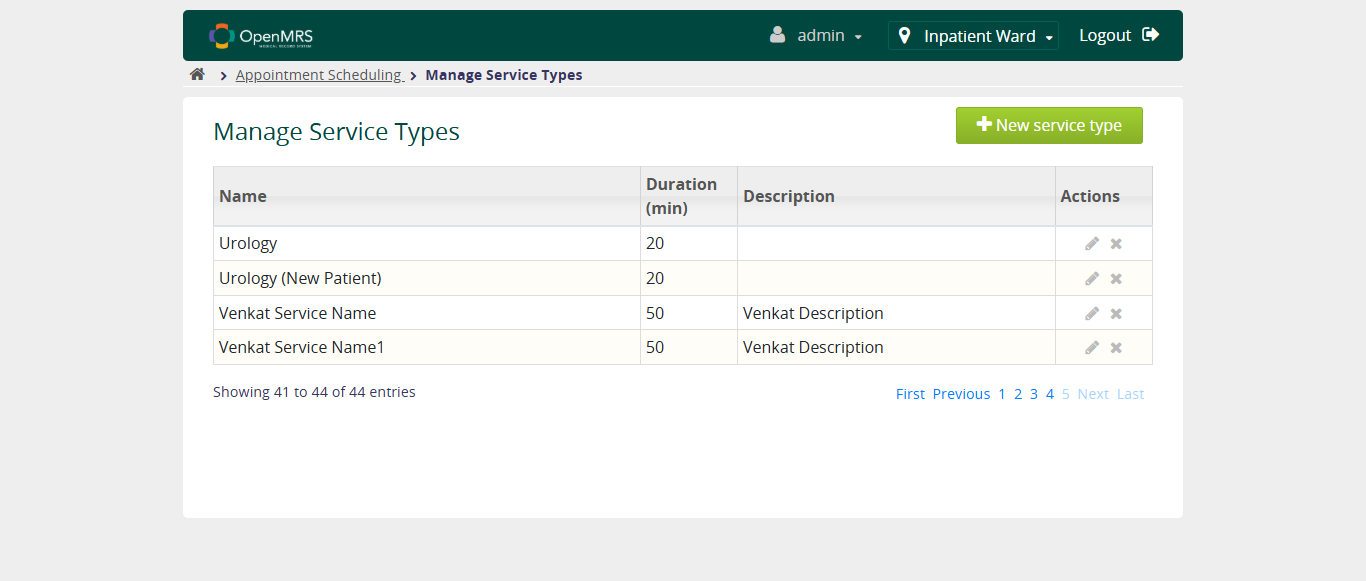 OpenMRS
MEDICAL RECORD SYSTEM
admin
Inpatient Ward
Logout
Appointment Scheduling
Manage Service Types
Manage Service Types
New service type
Name
Duration
(min)
Description
Actions
Urology 20
Urology (New Patient) 20
Venkat Service Name 50 Venkat Description
Venkat Service Name1 50 Venkat Description
Showing 41 to 44 of 44 entries
First Previous 1 2 3 4 5 Next Last